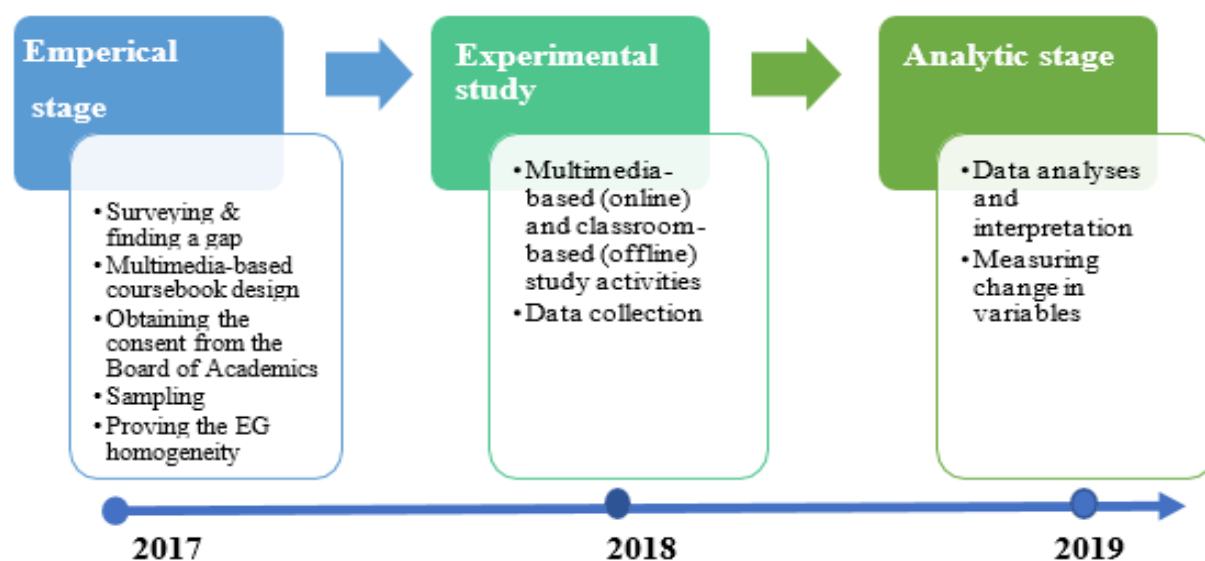 Emperical
stage
• Surveying &
finding a gap
• Multimedia-based
coursebook design
• Obtaining the
consent from the
Board of Academics
• Sampling
• Proving the EG
homogeneity
Experimental
study
• Multimedia-
based (online)
and classroom-
based (offline)
study activities
• Data collection
Analytic stage
• Data analyses
and
interpretation
• Measuring
change in
variables
2017
2018
2019